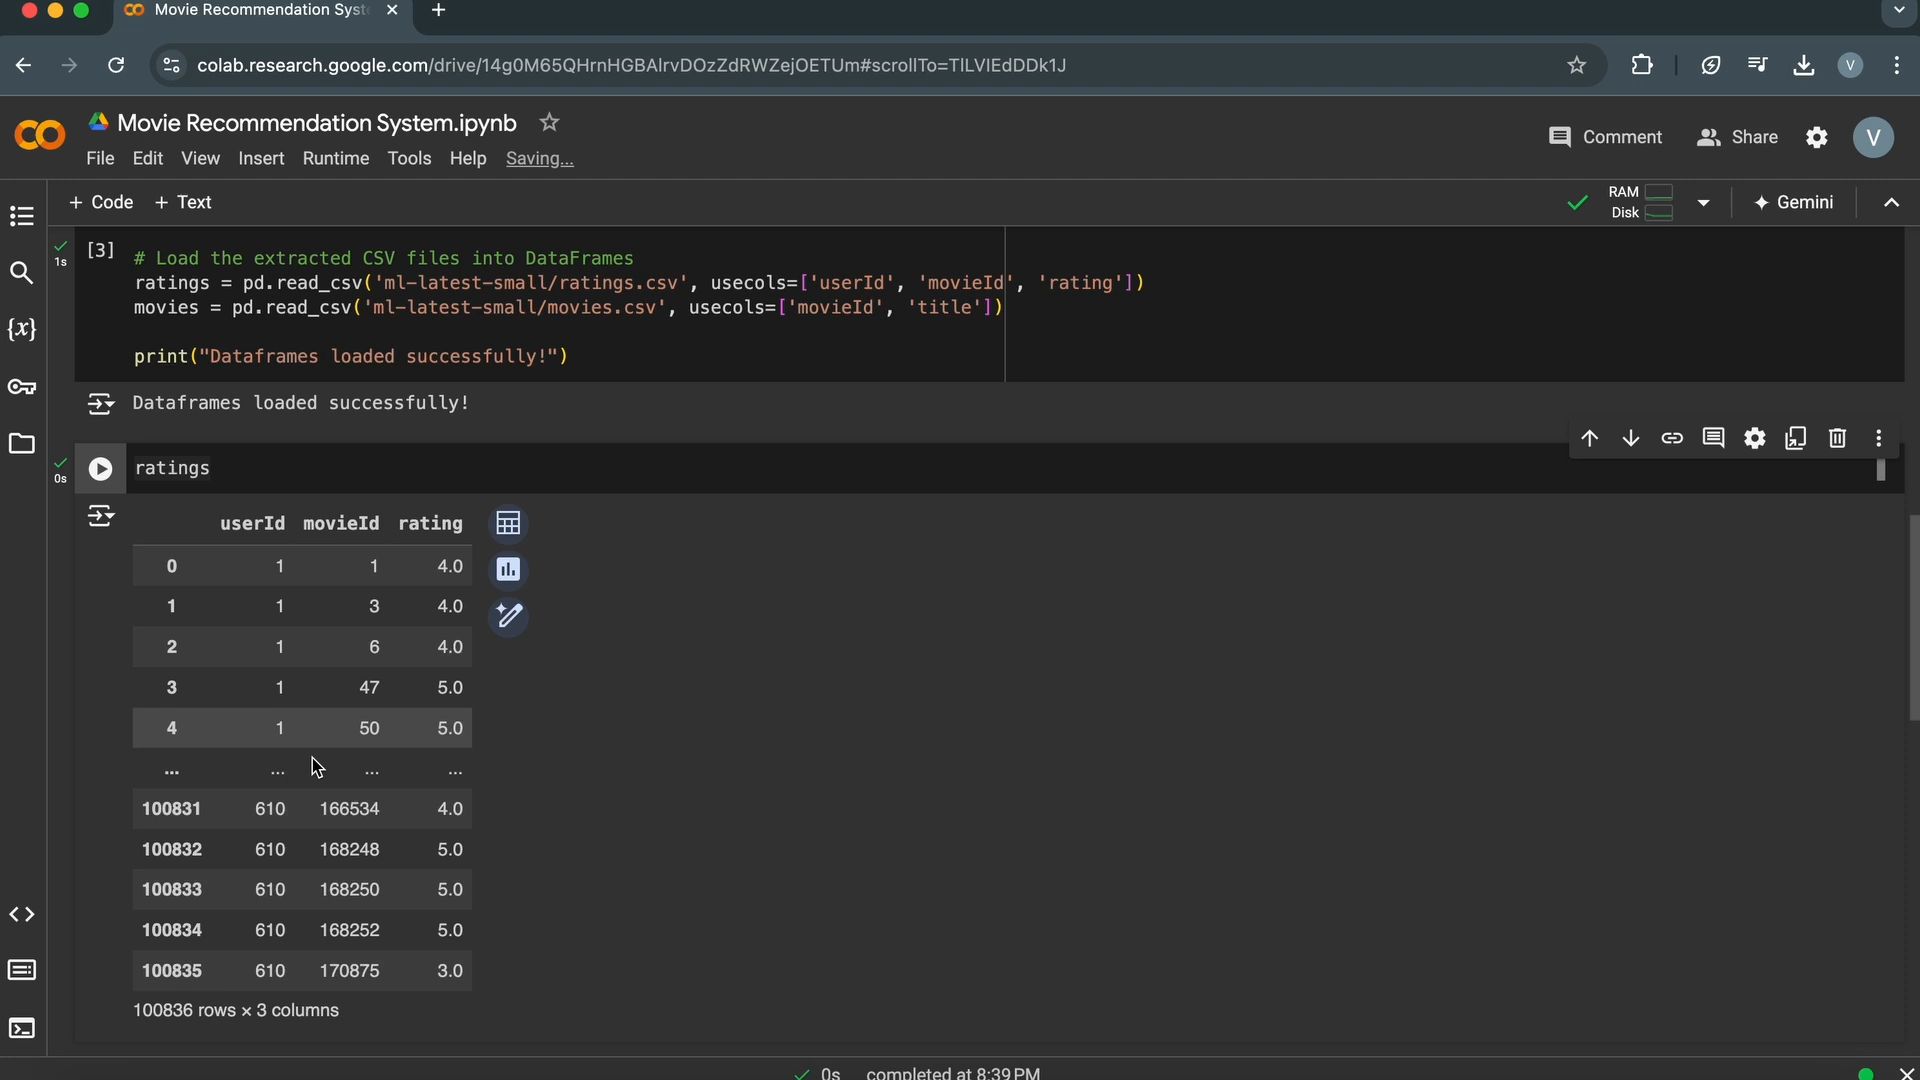 Movie Recommendation Syst
colab.research.google.com/drive/14g0M65QHrnHGBAIrvDOzZdRWZejOETUm#scrollTo=TILVIEdDDk1J
V
Movie Recommendation System.ipynb
Comment
Share
V
File Edit View Insert Runtime Tools Help Saving...
+ Code + Text
RAM
Disk
Gemini
1s
[3]
# Load the extracted CSV files into DataFrames
ratings = pd.read_csv('ml-latest-small/ratings.csv', usecols=['userId', 'movieId', 'rating'])
movies = pd.read_csv('ml-latest-small/movies.csv', usecols=['movieId', 'title'])
print("Dataframes loaded successfully!")
Dataframes loaded successfully!
0s
ratings
userId movieId rating
0 1 1 4.0
1 1 3 4.0
2 1 6 4.0
3 1 47 5.0
4 1 50 5.0
... ... ... ...
100831 610 166534 4.0
100832 610 168248 5.0
100833 610 168250 5.0
100834 610 168252 5.0
100835 610 170875 3.0
100836 rows × 3 columns
0s completed at 8:39 PM